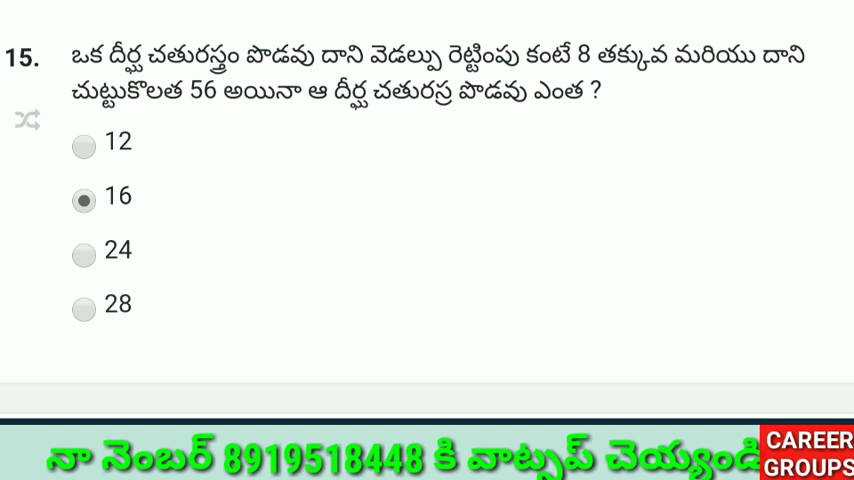 15. ఒక దీర్ఘ చతురస్త్రం పొడవు దాని వెడల్పు రెట్టింపు కంటే 8 తక్కువ మరియు దాని
చుట్టుకొలత 56 అయినా ఆ దీర్ఘ చతురస్ర పొడవు ఎంత ?
12
16
24
28
నా నెంబర్ 8919518448 కి వాట్సప్ చెయ్యండి
CAREER
GROUPS